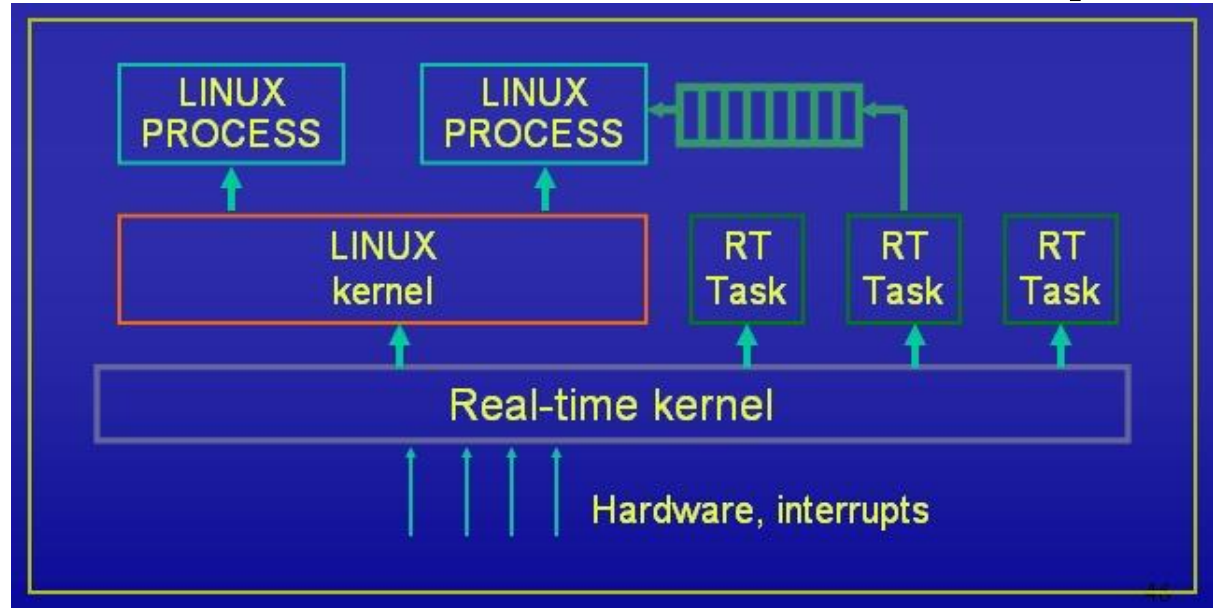 LINUX
PROCESS
LINUX
PROCESS
LINUX
kernel
RT
Task
RT
Task
RT
Task
Real-time kernel
Hardware, interrupts